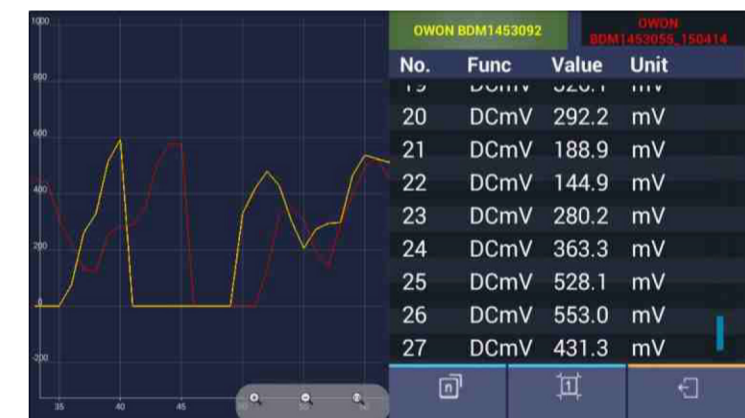 1000
800
600
400
200
0
-200
35
40
45
OWON BDM1453092
OWON
BDM1453055_150414
No. Func Value Unit
20 DCmV 292.2 mV
21 DCmV 188.9 mV
22 DCmV 144.9 mV
23 DCmV 280.2 mV
24 DCmV 363.3 mV
25 DCmV 528.1 mV
26 DCmV 553.0 mV
27 DCmV 431.3 mV
n
1